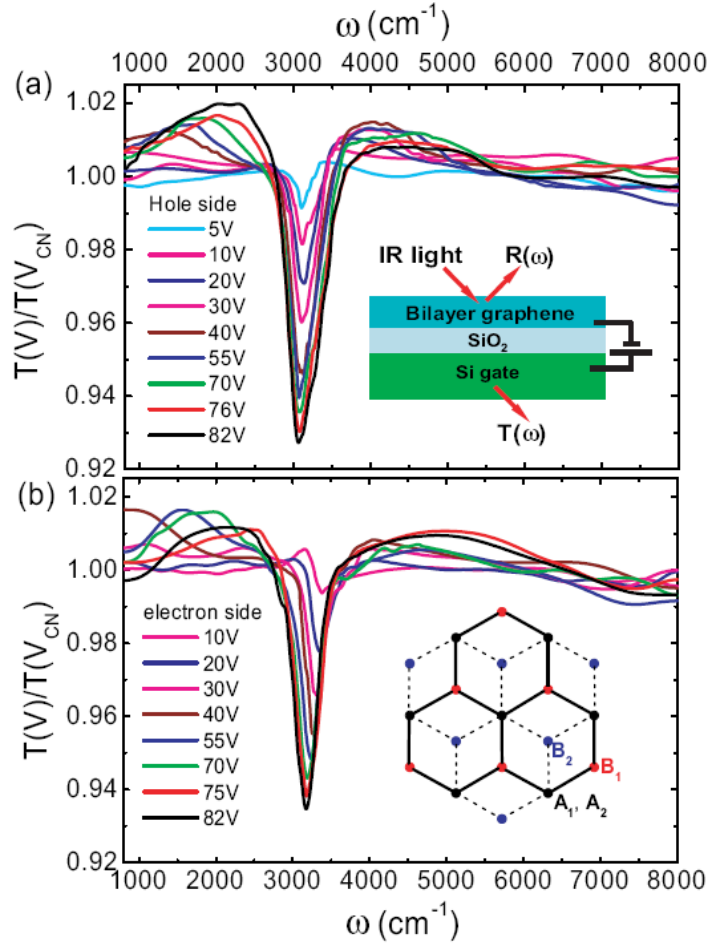 ω (cm⁻¹)
1000 2000 3000 4000 5000 6000 7000 8000
(a)
1.02
1.00
0.98
0.96
0.94
0.92
T(V)/T(V_CN)
Hole side
5V
10V
20V
30V
40V
55V
70V
76V
82V
IR light
R(ω)
Bilayer graphene
SiO₂
Si gate
T(ω)
(b)
1.02
1.00
0.98
0.96
0.94
0.92
T(V)/T(V_CN)
electron side
10V
20V
30V
40V
55V
70V
75V
82V
B₂
B₁
A₁, A₂
1000 2000 3000 4000 5000 6000 7000 8000
ω (cm⁻¹)